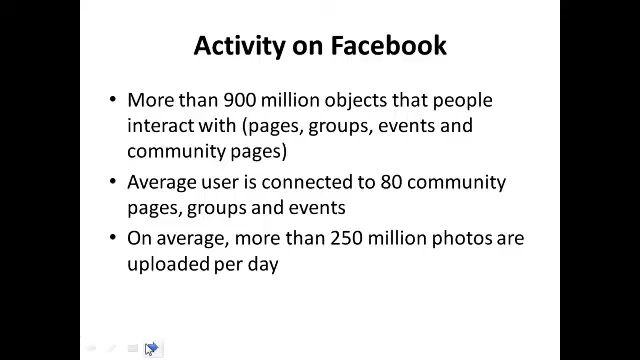 Activity on Facebook
• More than 900 million objects that people
interact with (pages, groups, events and
community pages)
• Average user is connected to 80 community
pages, groups and events
• On average, more than 250 million photos are
uploaded per day